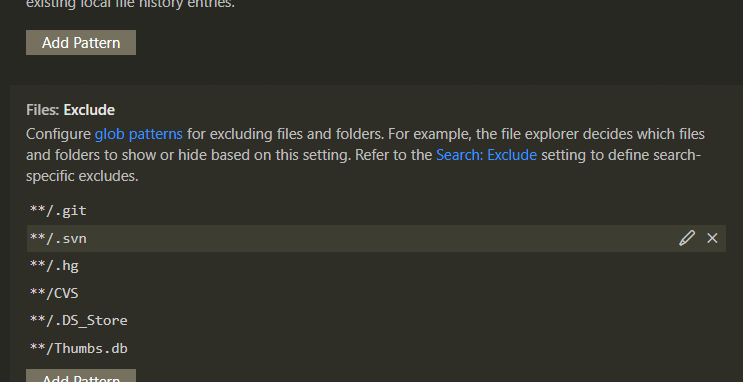 existing local file history entries.
Add Pattern
Files: Exclude
Configure glob patterns for excluding files and folders. For example, the file explorer decides which files
and folders to show or hide based on this setting. Refer to the Search: Exclude setting to define search-
specific excludes.
**/.git
**/.svn
**/.hg
**/CVS
**/.DS_Store
**/Thumbs.db
Add Pattern